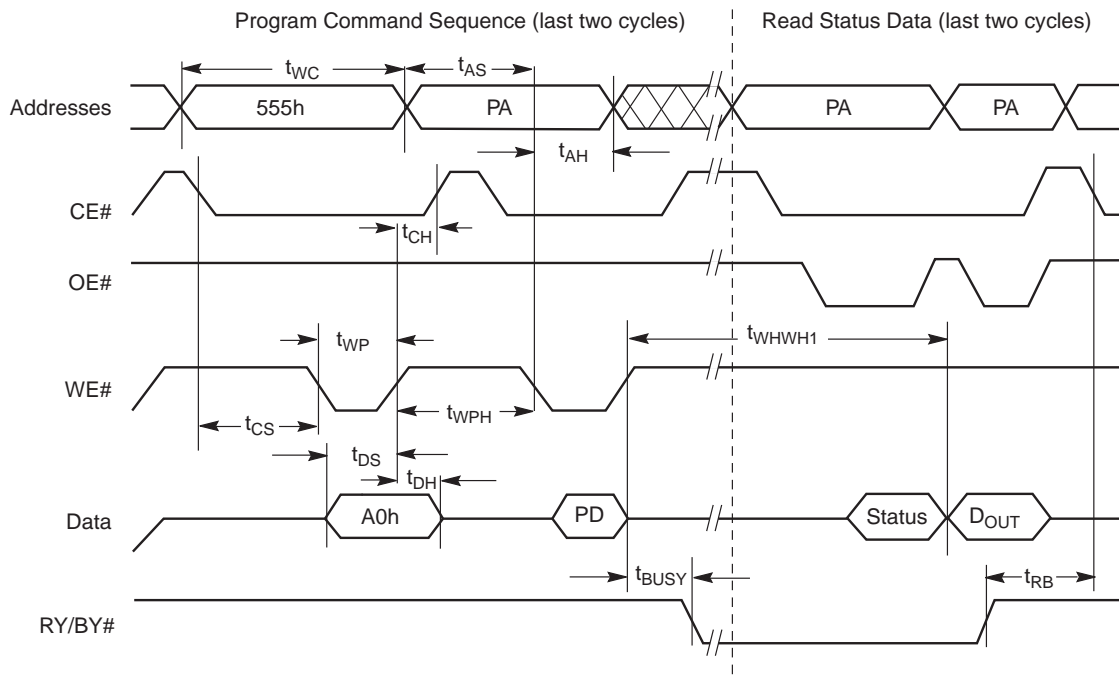 Program Command Sequence (last two cycles)
Read Status Data (last two cycles)
tWC
tAS
Addresses
555h
PA
PA
PA
tAH
CE#
tCH
OE#
tWP
tWHWH1
WE#
tCS
tWPH
tDS
tDH
Data
A0h
PD
Status
DOUT
tBUSY
tRB
RY/BY#